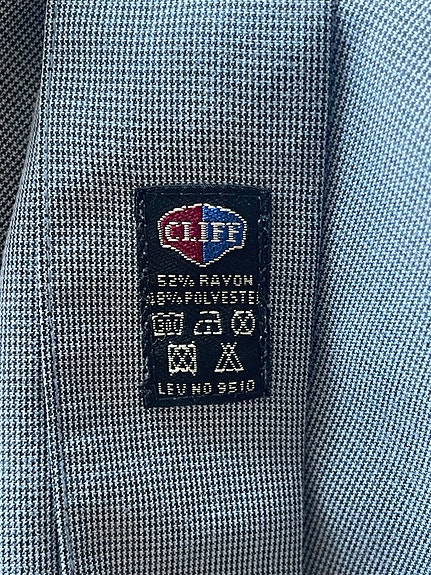 CLIFF
52% RAYON
48%POLYESTER
LEV NO 9510